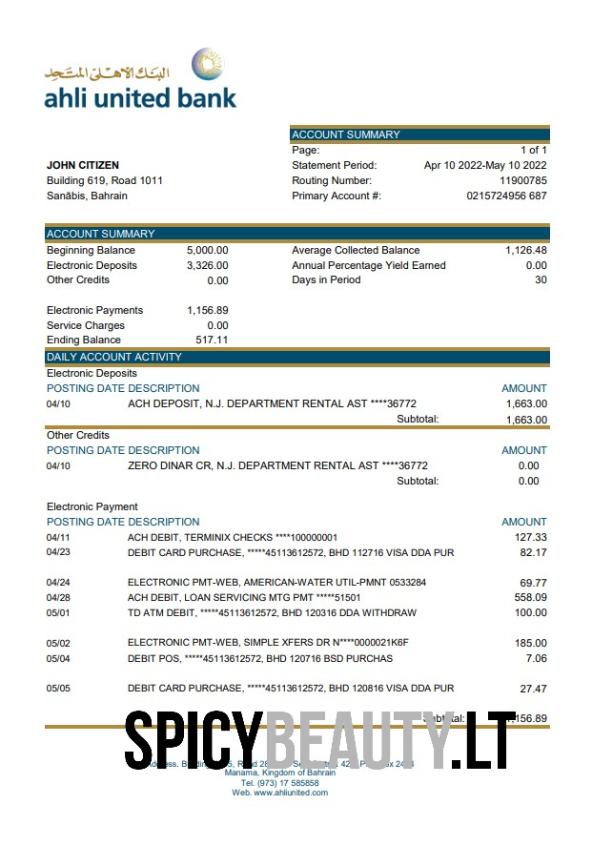 البنك الأهلي المتحد
ahli united bank
ACCOUNT SUMMARY
Page: 1 of 1
JOHN CITIZEN Statement Period: Apr 10 2022-May 10 2022
Building 619, Road 1011 Routing Number: 11900785
Sanābis, Bahrain Primary Account #: 0215724956 687
ACCOUNT SUMMARY
Beginning Balance 5,000.00 Average Collected Balance 1,126.48
Electronic Deposits 3,326.00 Annual Percentage Yield Earned 0.00
Other Credits 0.00 Days in Period 30
Electronic Payments 1,156.89
Service Charges 0.00
Ending Balance 517.11
DAILY ACCOUNT ACTIVITY
Electronic Deposits
POSTING DATE DESCRIPTION AMOUNT
04/10 ACH DEPOSIT, N.J. DEPARTMENT RENTAL AST ****36772 1,663.00
Subtotal: 1,663.00
Other Credits
POSTING DATE DESCRIPTION AMOUNT
04/10 ZERO DINAR CR, N.J. DEPARTMENT RENTAL AST ****36772 0.00
Subtotal: 0.00
Electronic Payment
POSTING DATE DESCRIPTION AMOUNT
04/11 ACH DEBIT, TERMINIX CHECKS ****100000001 127.33
04/23 DEBIT CARD PURCHASE, *****45113612572, BHD 112716 VISA DDA PUR 82.17
04/24 ELECTRONIC PMT-WEB, AMERICAN-WATER UTIL-PMNT 0533284 69.77
04/28 ACH DEBIT, LOAN SERVICING MTG PMT *****51501 558.09
05/01 TD ATM DEBIT, *****45113612572, BHD 120316 DDA WITHDRAW 100.00
05/02 ELECTRONIC PMT-WEB, SIMPLE XFERS DR N****0000021K6F 185.00
05/04 DEBIT POS, *****45113612572, BHD 120716 BSD PURCHAS 7.06
05/05 DEBIT CARD PURCHASE, *****45113612572, BHD 120816 VISA DDA PUR 27.47
Subtotal: 1,156.89
SPICYBEAUTY.LT
Manama, Kingdom of Bahrain
Tel. (973) 17 585858
Web. www.ahliunited.com